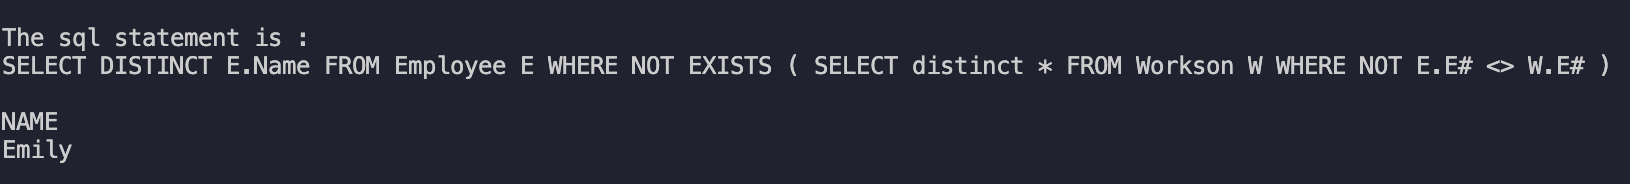 The sql statement is :
SELECT DISTINCT E.Name FROM Employee E WHERE NOT EXISTS ( SELECT distinct * FROM Workson W WHERE NOT E.E# <> W.E# )
NAME
Emily